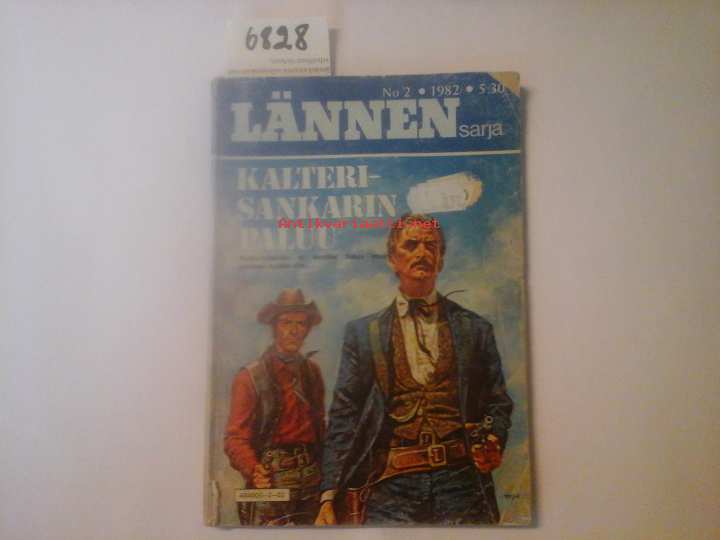 6828
No 2 • 1982 • 5:30
LÄNNEN
sarja
KALTERI-
SANKARIN
PALUU
Antikvariaatti.net